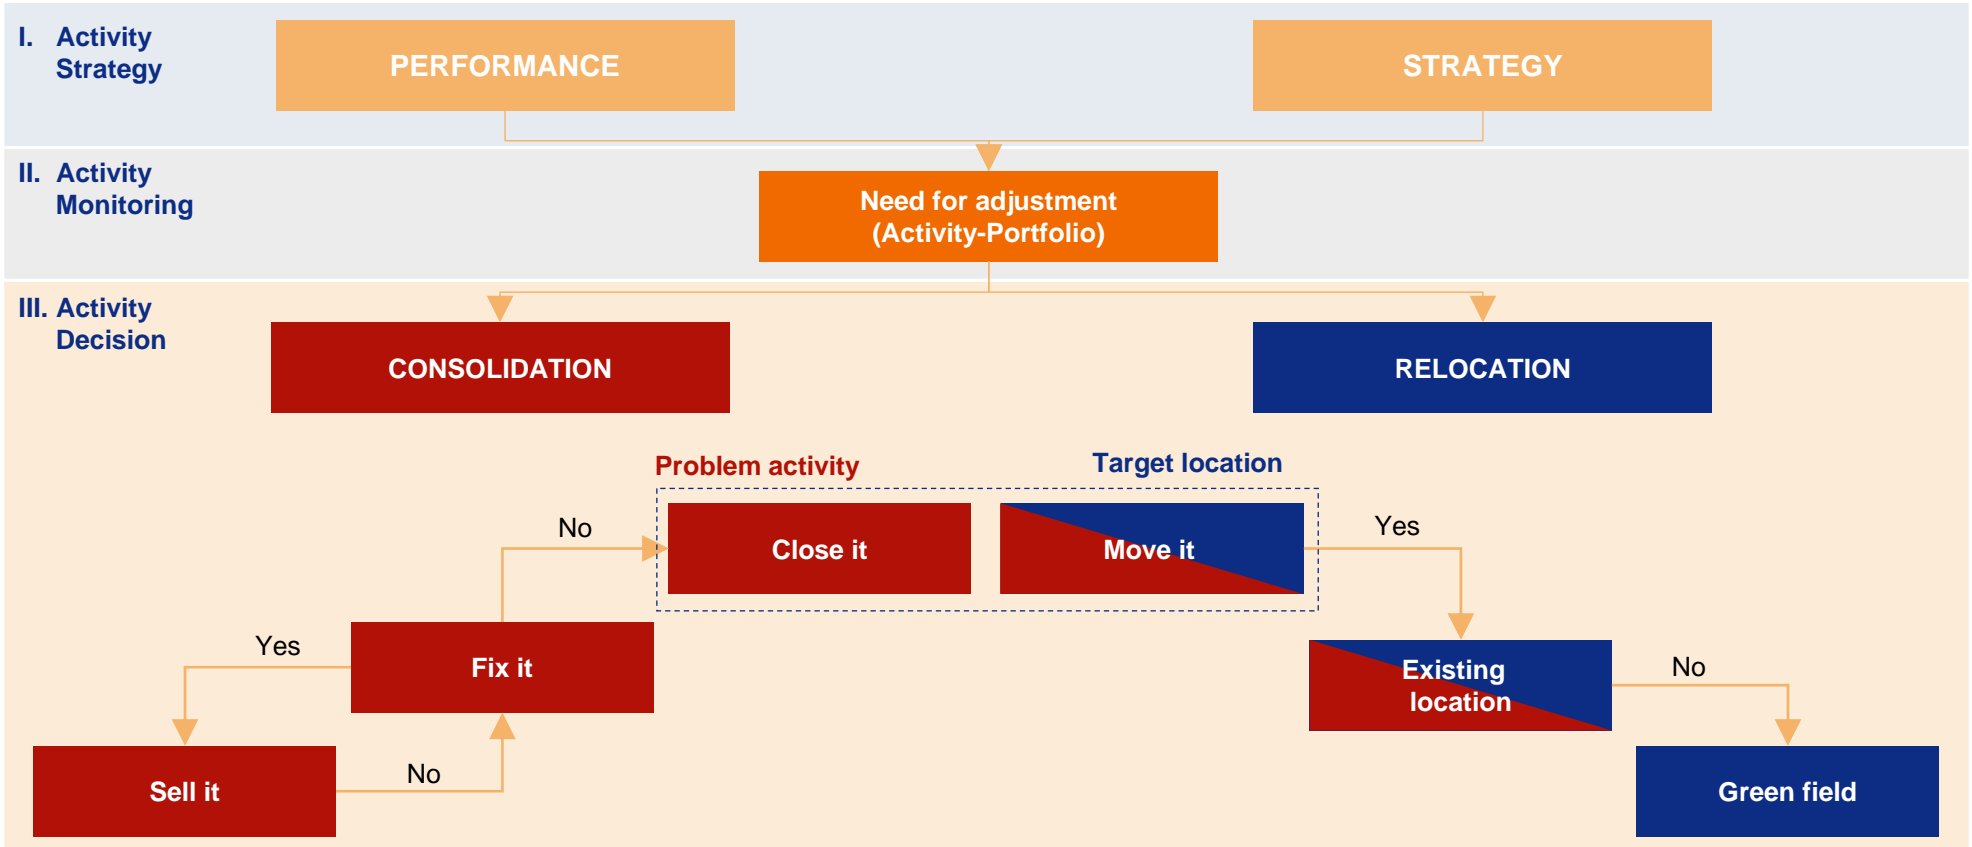 I. Activity
Strategy
PERFORMANCE
STRATEGY
II. Activity
Monitoring
Need for adjustment
(Activity-Portfolio)
III. Activity
Decision
CONSOLIDATION
RELOCATION
Problem activity
Target location
No
Close it
Move it
Yes
Yes
Fix it
Existing
location
No
Sell it
No
Green field